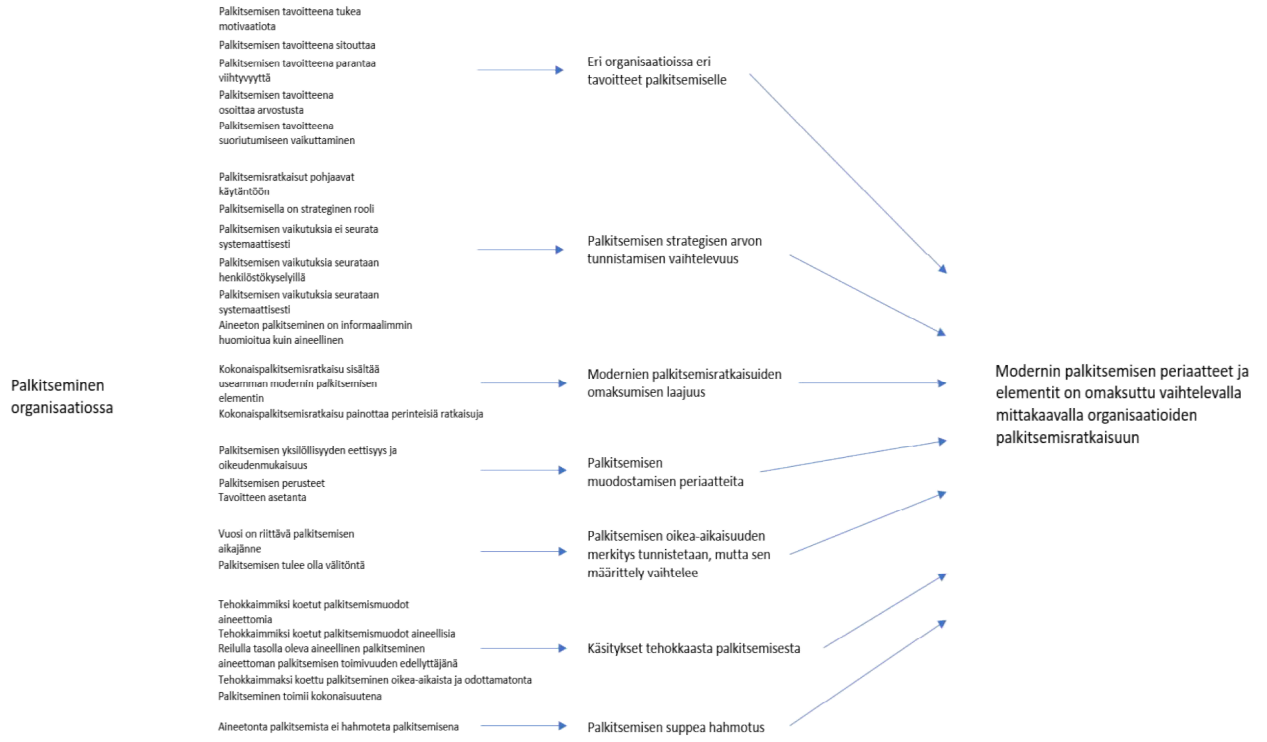 Palkitsemisen tavoitteena tukea
motivaatiota
Palkitsemisen tavoitteena sitouttaa
Palkitsemisen tavoitteena parantaa
viihtyvyyttä
Palkitsemisen tavoitteena
osoittaa arvostusta
Palkitsemisen tavoitteena
suoriutumiseen vaikuttaminen
Eri organisaatioissa eri
tavoitteet palkitsemiselle
Palkitsemisratkaisut pohjaavat
käytäntöön
Palkitsemisella on strateginen rooli
Palkitsemisen vaikutuksia ei seurata
systemaattisesti
Palkitsemisen vaikutuksia seurataan
henkilöstökyselyillä
Palkitsemisen vaikutuksia seurataan
systemaattisesti
Aineeton palkitseminen on informaalimmin
huomioitua kuin aineellinen
Palkitsemisen strategisen arvon
tunnistamisen vaihtelevuus
Palkitseminen
organisaatiossa
Kokonaispalkitsemisratkaisu sisältää
useamman modernin palkitsemisen
elementin
Kokonaispalkitsemisratkaisu painottaa perinteisiä ratkaisuja
Modernien palkitsemisratkaisuiden
omaksumisen laajuus
Modernin palkitsemisen periaatteet ja
elementit on omaksuttu vaihtelevalla
mittakaavalla organisaatioiden
palkitsemisratkaisuun
Palkitsemisen yksilöllisyyden eettisyys ja
oikeudenmukaisuus
Palkitsemisen perusteet
Tavoitteen asetanta
Palkitsemisen
muodostamisen periaatteita
Vuosi on riittävä palkitsemisen
aikajänne
Palkitsemisen tulee olla välitöntä
Palkitsemisen oikea-aikaisuuden
merkitys tunnistetaan, mutta sen
määrittely vaihtelee
Tehokkaimmiksi koetut palkitsemismuodot
aineettomia
Tehokkaimmiksi koetut palkitsemismuodot aineellisia
Reilulla tasolla oleva aineellinen palkitseminen
aineettoman palkitsemisen toimivuuden edellyttäjänä
Tehokkaimmaksi koettu palkitseminen oikea-aikaista ja odottamatonta
Palkitseminen toimii kokonaisuutena
Käsitykset tehokkaasta palkitsemisesta
Aineetonta palkitsemista ei hahmoteta palkitsemisena
Palkitsemisen suppea hahmotus